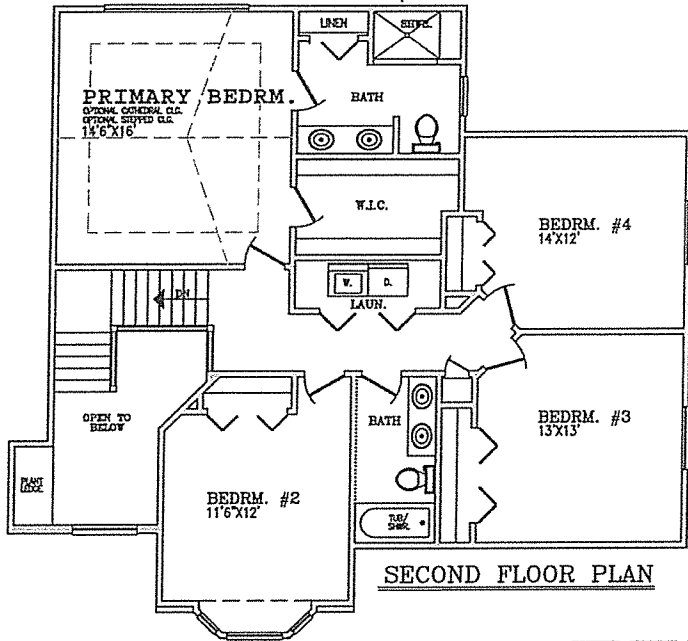 LINEN
SHWR.
PRIMARY BEDRM.
OPTIONAL CATHEDRAL CLG.
OPTIONAL STEPPED CLG.
14'6"X16'
BATH
W.I.C.
BEDRM. #4
14'X12'
W.
D.
LAUN.
DN
OPEN TO
BELOW
BATH
BEDRM. #3
13'X13'
PLANT
LEDGE
BEDRM. #2
11'6"X12'
TUB/
SHWR.
SECOND FLOOR PLAN